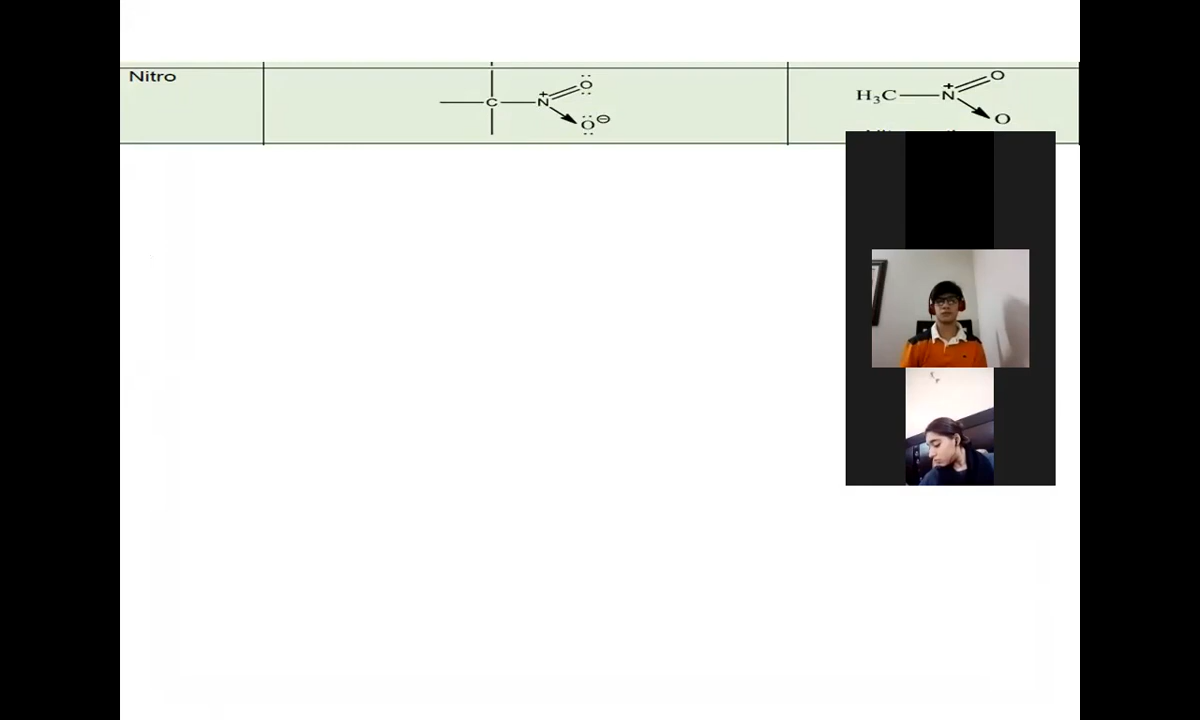 Nitro
C N + O O ⊖
H₃C N + O O